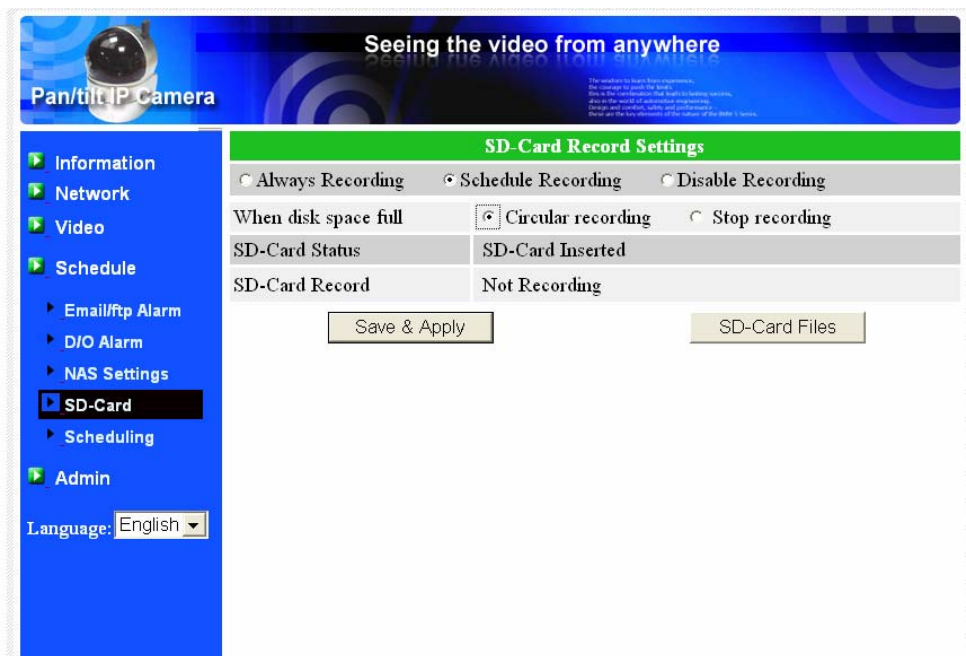 Seeing the video from anywhere
Pan/tilt IP Camera
Information
Network
Video
Schedule
Email/ftp Alarm
D/O Alarm
NAS Settings
SD-Card
Scheduling
Admin
Language: English
SD-Card Record Settings
Always Recording Schedule Recording Disable Recording
When disk space full Circular recording Stop recording
SD-Card Status SD-Card Inserted
SD-Card Record Not Recording
Save & Apply SD-Card Files